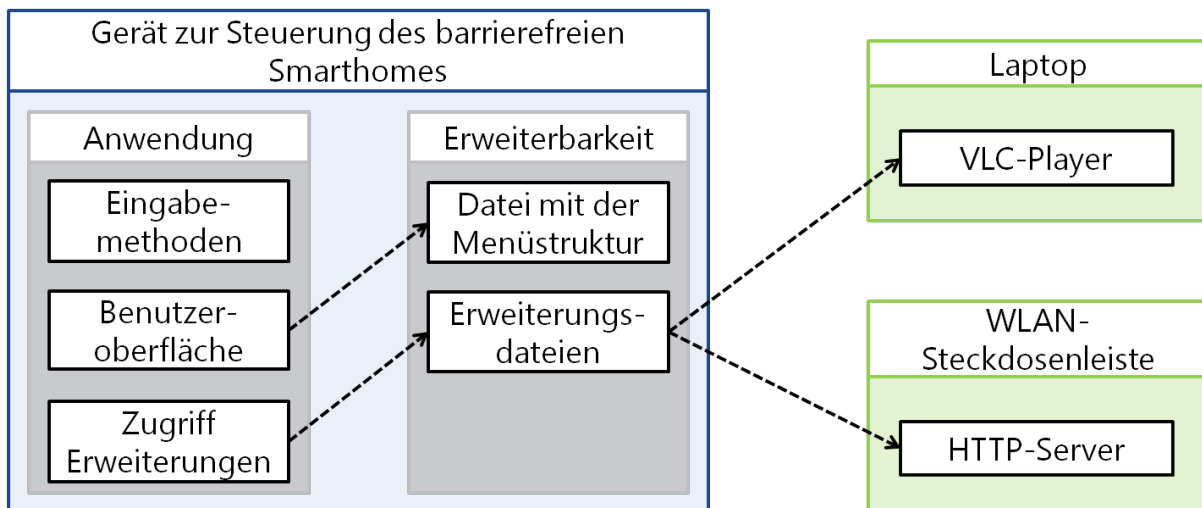 Gerät zur Steuerung des barrierefreien
Smarthomes
Anwendung
Eingabe-
methoden
Benutzer-
oberfläche
Zugriff
Erweiterungen
Erweiterbarkeit
Datei mit der
Menüstruktur
Erweiterungs-
dateien
Laptop
VLC-Player
WLAN-
Steckdosenleiste
HTTP-Server